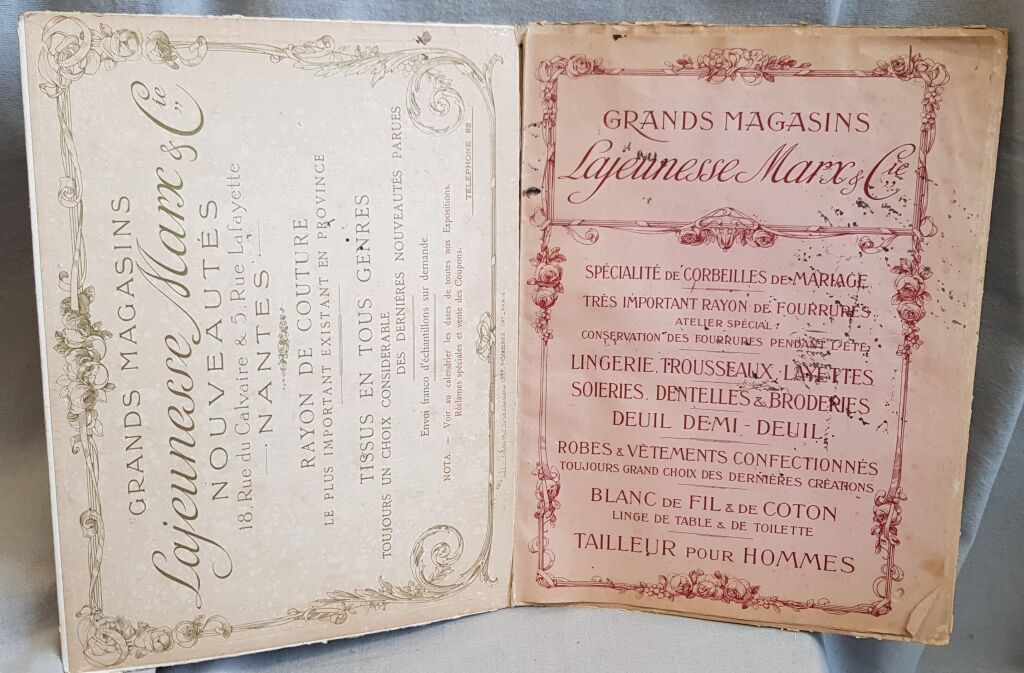 GRANDS MAGASINS
Lajeunesse Marx & Cie
NOUVEAUTÉS
18, Rue du Calvaire & 5, Rue Lafayette
NANTES
RAYON DE COUTURE
LE PLUS IMPORTANT EXISTANT EN PROVINCE
TISSUS EN TOUS GENRES
TOUJOURS UN CHOIX CONSIDÉRABLE
DES DERNIÈRES NOUVEAUTÉS PARUES
Envoi franco d'échantillons sur demande.
NOTA. — Voir au calendrier les dates de toutes nos Expositions.
Réclames spéciales et vente des Coupons.
TÉLÉPHONE 82
GRANDS MAGASINS
Lajeunesse Marx & Cie
SPÉCIALITÉ DE CORBEILLES DE MARIAGE
TRÈS IMPORTANT RAYON DE FOURRURES
ATELIER SPÉCIAL
CONSERVATION DES FOURRURES PENDANT L'ÉTÉ
LINGERIE, TROUSSEAUX, LAYETTES
SOIERIES, DENTELLES & BRODERIES
DEUIL DEMI-DEUIL
ROBES & VÊTEMENTS CONFECTIONNÉS
TOUJOURS GRAND CHOIX DES DERNIÈRES CRÉATIONS
BLANC DE FIL & DE COTON
LINGE DE TABLE & DE TOILETTE
TAILLEUR POUR HOMMES